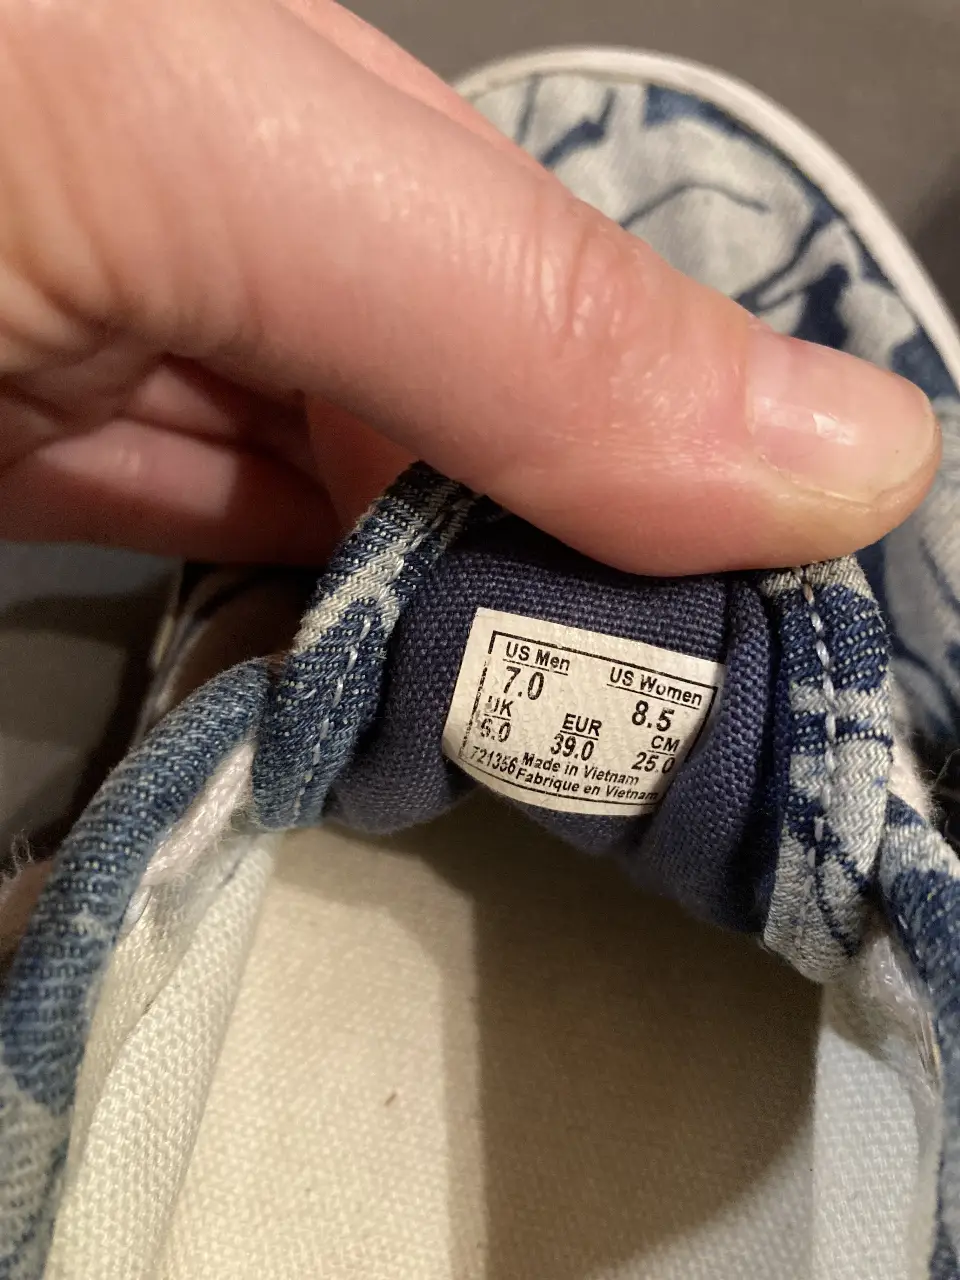 US Men US Women
7.0 8.5
UK EUR CM
6.0 39.0 25.0
721356 Made in Vietnam
Fabrique en Vietnam